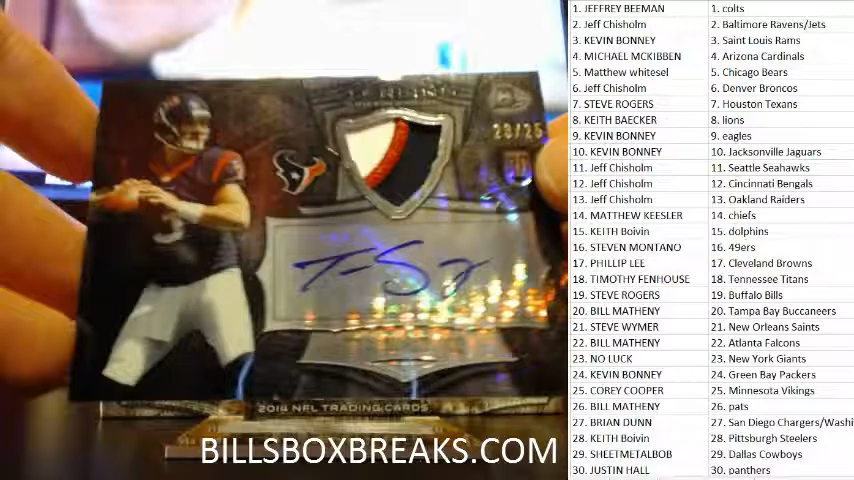 23/25
3
2014 NFL TRADING CARDS
BILLSBOXBREAKS.COM
1. JEFFREY BEEMAN 1. colts
2. Jeff Chisholm 2. Baltimore Ravens/Jets
3. KEVIN BONNEY 3. Saint Louis Rams
4. MICHAEL MCKIBBEN 4. Arizona Cardinals
5. Matthew whitesel 5. Chicago Bears
6. Jeff Chisholm 6. Denver Broncos
7. STEVE ROGERS 7. Houston Texans
8. KEITH BAECKER 8. lions
9. KEVIN BONNEY 9. eagles
10. KEVIN BONNEY 10. Jacksonville Jaguars
11. Jeff Chisholm 11. Seattle Seahawks
12. Jeff Chisholm 12. Cincinnati Bengals
13. Jeff Chisholm 13. Oakland Raiders
14. MATTHEW KEESLER 14. chiefs
15. KEITH Boivin 15. dolphins
16. STEVEN MONTANO 16. 49ers
17. PHILLIP LEE 17. Cleveland Browns
18. TIMOTHY FENHOUSE 18. Tennessee Titans
19. STEVE ROGERS 19. Buffalo Bills
20. BILL MATHENY 20. Tampa Bay Buccaneers
21. STEVE WYMER 21. New Orleans Saints
22. BILL MATHENY 22. Atlanta Falcons
23. NO LUCK 23. New York Giants
24. KEVIN BONNEY 24. Green Bay Packers
25. COREY COOPER 25. Minnesota Vikings
26. BILL MATHENY 26. pats
27. BRIAN DUNN 27. San Diego Chargers/Washi
28. KEITH Boivin 28. Pittsburgh Steelers
29. SHEETMETALBOB 29. Dallas Cowboys
30. JUSTIN HALL 30. panthers